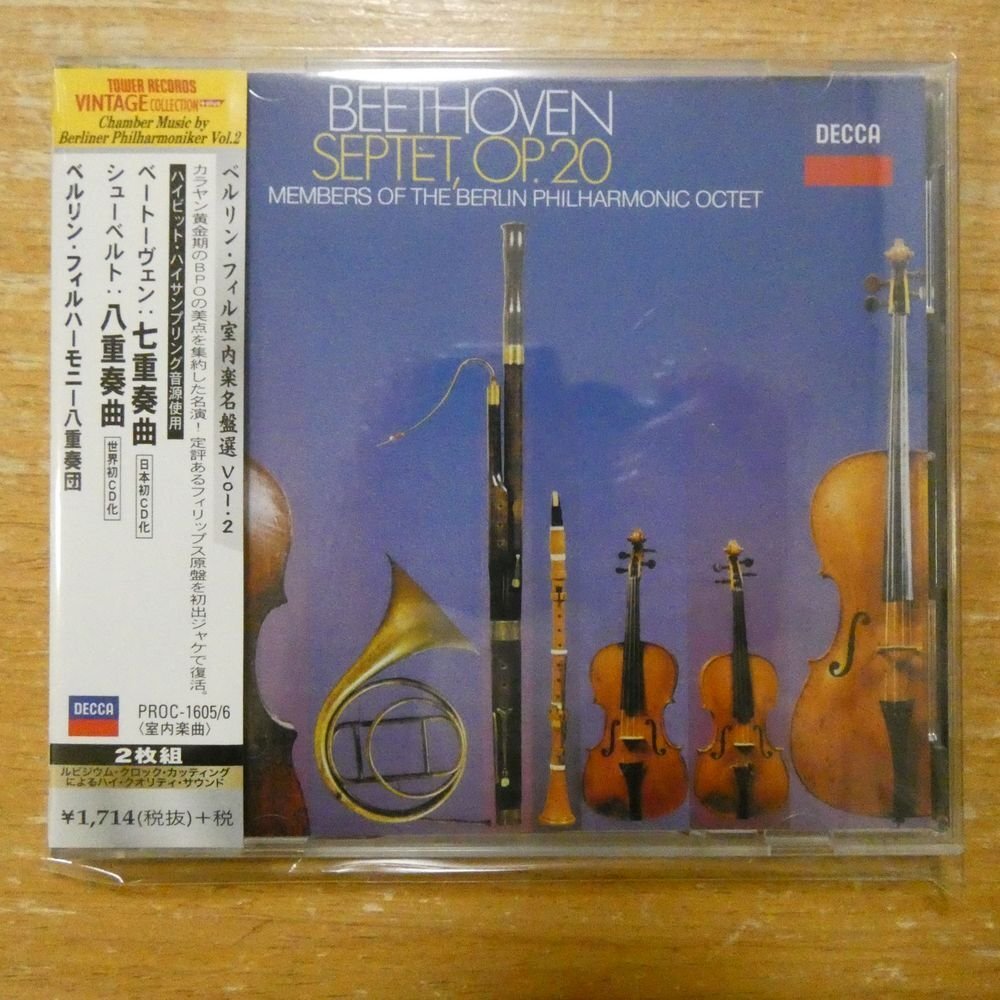 TOWER RECORDS
VINTAGE COLLECTION +plus
Chamber Music by
Berliner Philharmoniker Vol.2
ベルリン・フィル室内楽名盤選 Vol.2
カラヤン黄金期のBPOの美点を集約した名演!定評あるフィリップス原盤を初出ジャケで復活。
ハイビット・ハイサンプリング音源使用
ベートーヴェン:七重奏曲 日本初CD化
シューベルト:八重奏曲 世界初CD化
ベルリン・フィルハーモニー八重奏団
DECCA
PROC-1605/6
〈室内楽曲〉
2枚組
ルビジウム・クロック・カッティング
によるハイ・クオリティ・サウンド
¥1,714(税抜)+税
BEETHOVEN
SEPTET, OP.20
MEMBERS OF THE BERLIN PHILHARMONIC OCTET
DECCA